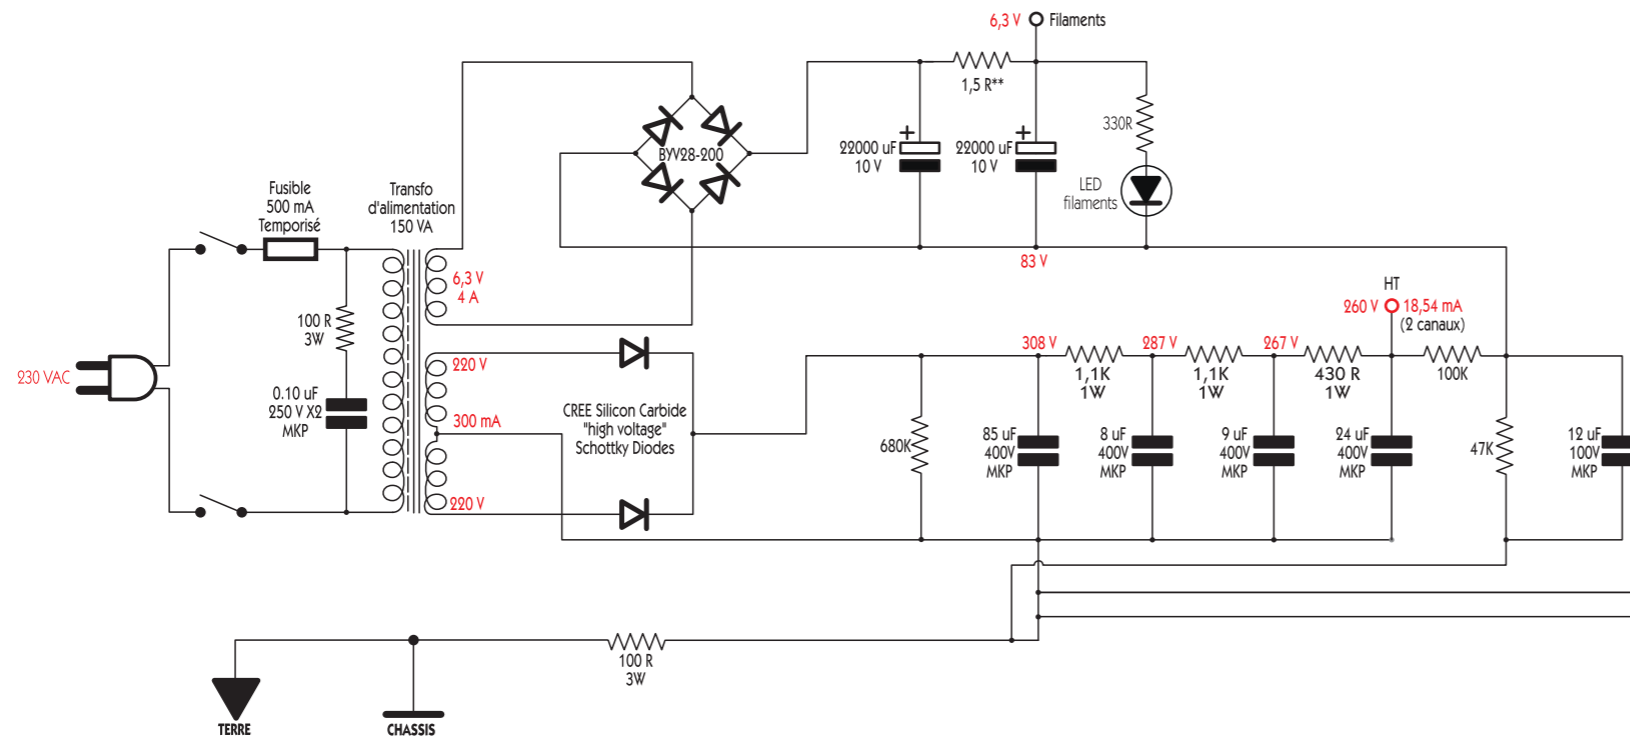 6,3 V
Filaments
1,5 R**
330R
22000 uF
10 V
22000 uF
10 V
BYV28-200
LED
filaments
Fusible
500 mA
Temporisé
Transfo
d'alimentation
150 VA
83 V
6,3 V
4 A
HT
260 V
18,54 mA
(2 canaux)
100 R
3W
230 VAC
0.10 uF
250 V X2
MKP
220 V
300 mA
220 V
CREE Silicon Carbide
"high voltage"
Schottky Diodes
308 V
287 V
267 V
1,1K
1W
1,1K
1W
430 R
1W
100K
680K
85 uF
400V
MKP
8 uF
400V
MKP
9 uF
400V
MKP
24 uF
400V
MKP
47K
12 uF
100V
MKP
100 R
3W
TERRE
CHASSIS